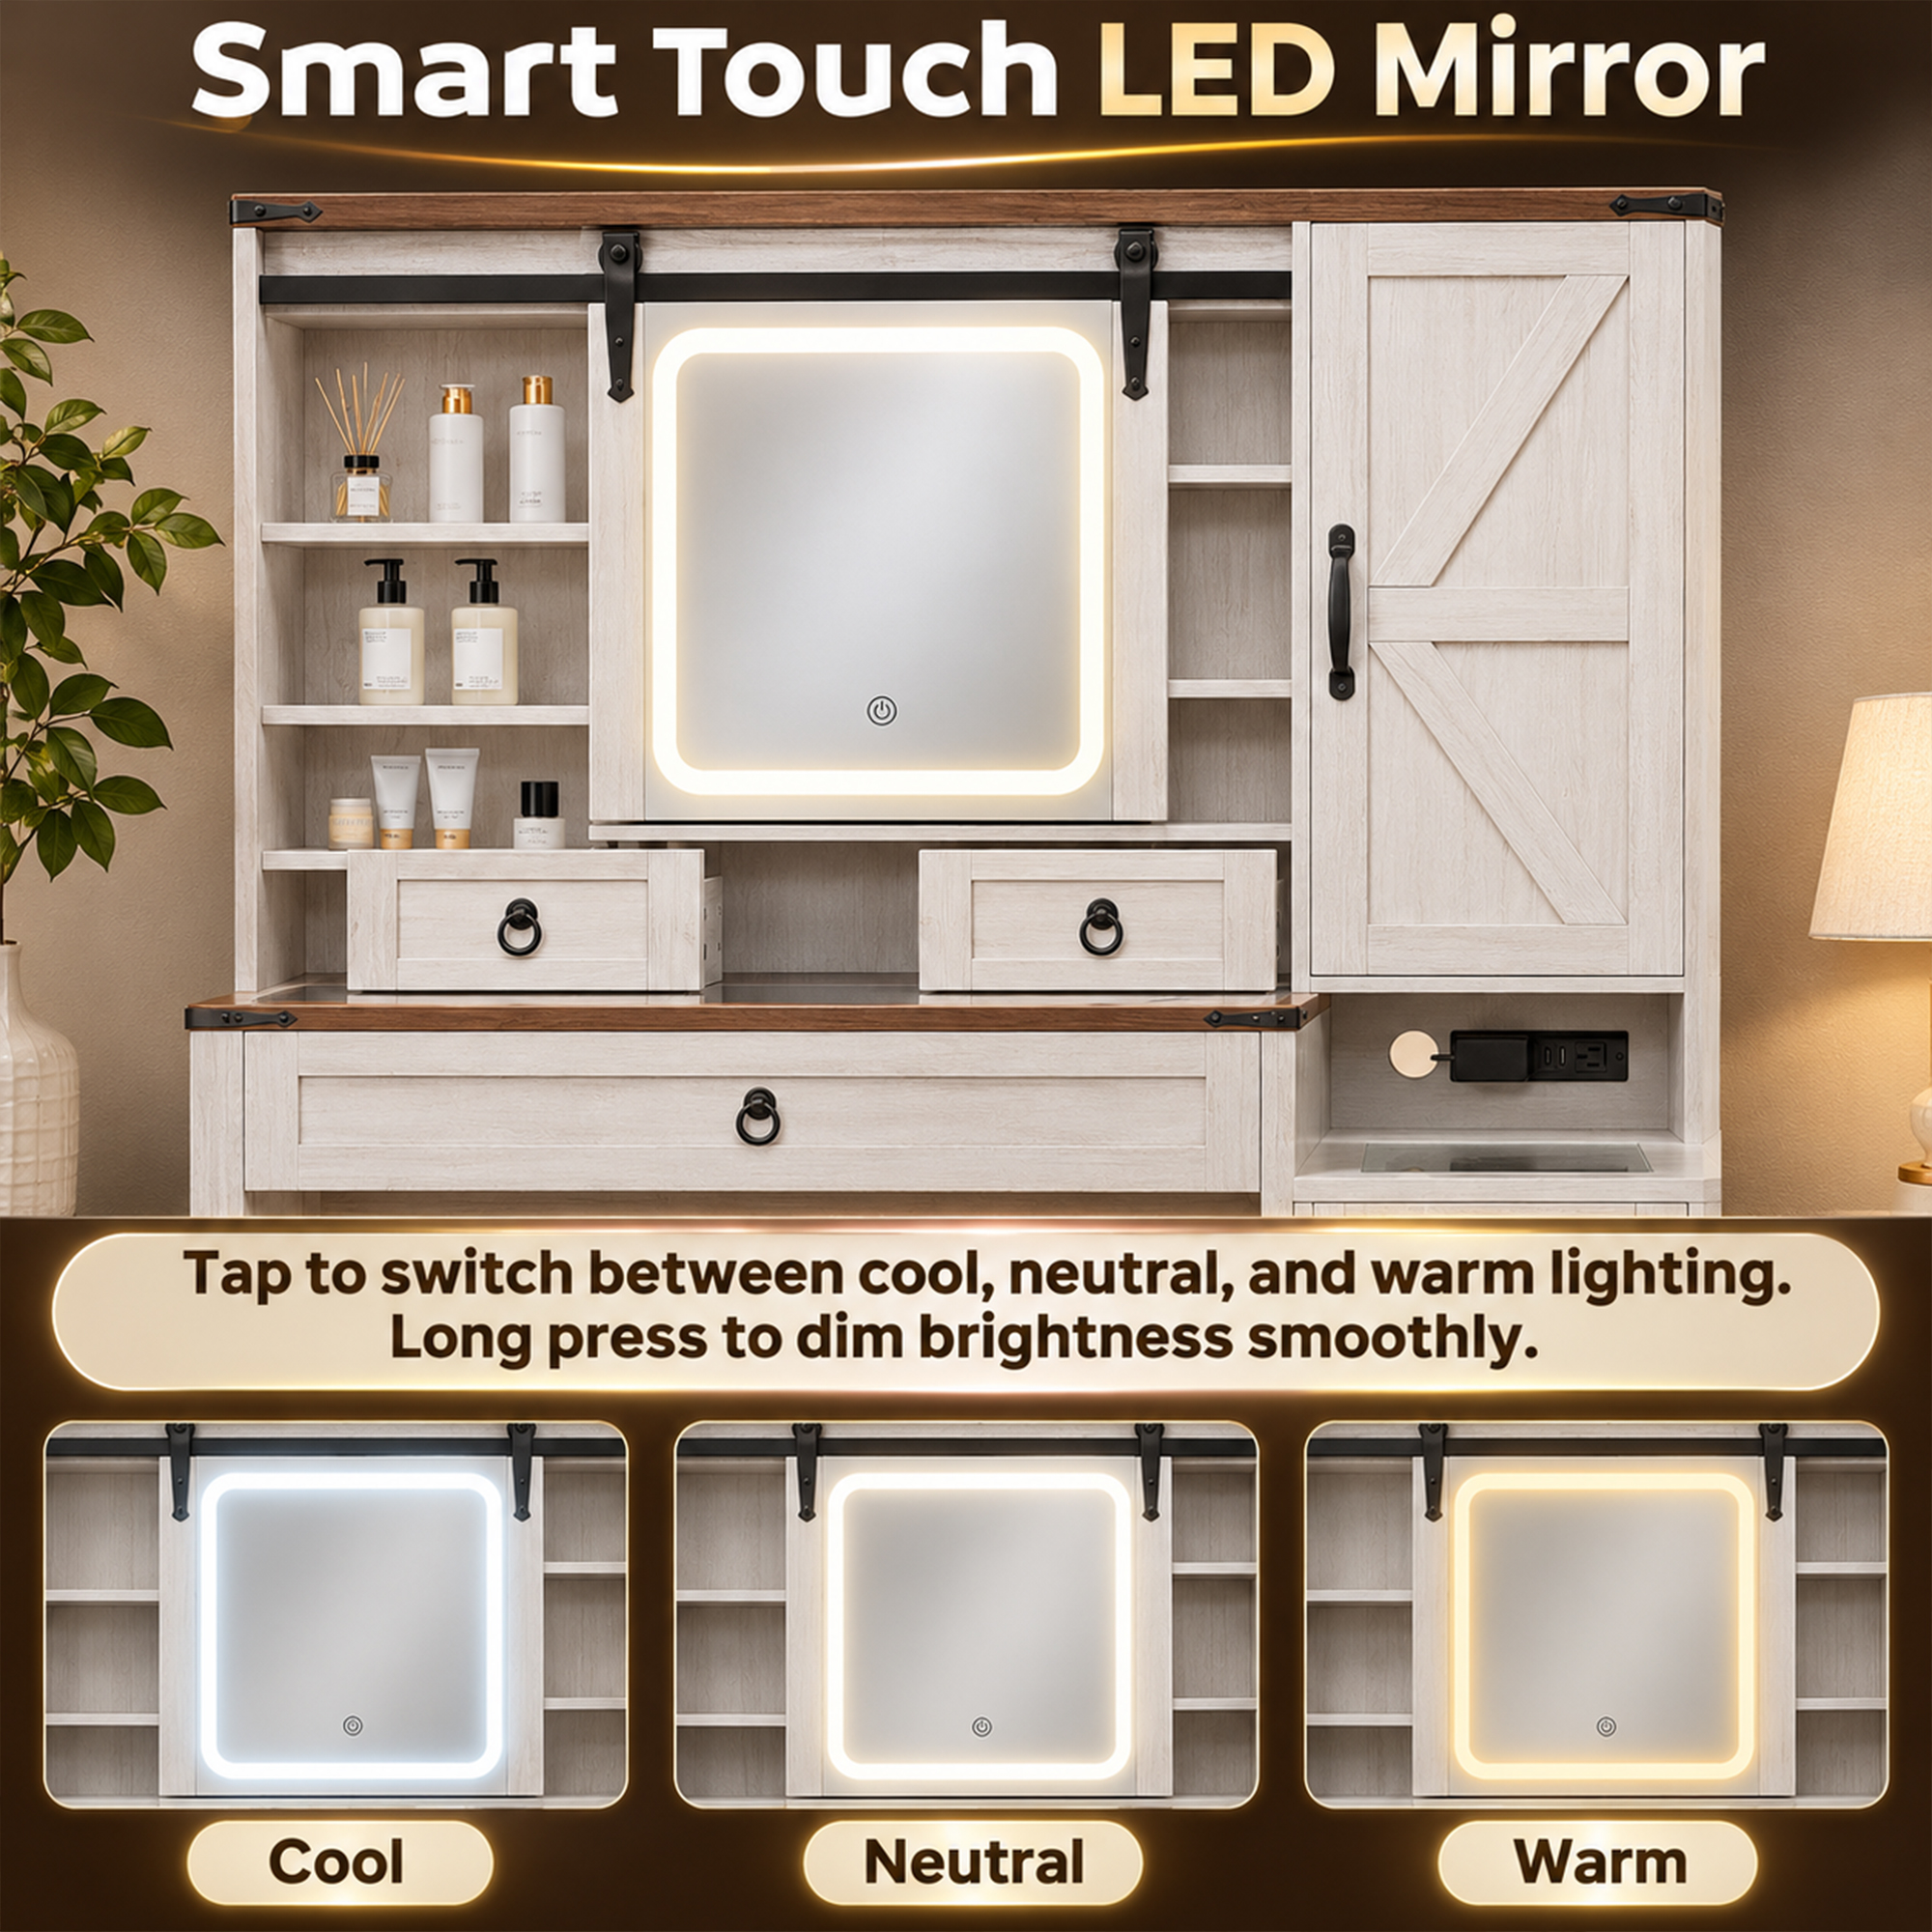 Smart Touch LED Mirror
Tap to switch between cool, neutral, and warm lighting.
Long press to dim brightness smoothly.
Cool
Neutral
Warm